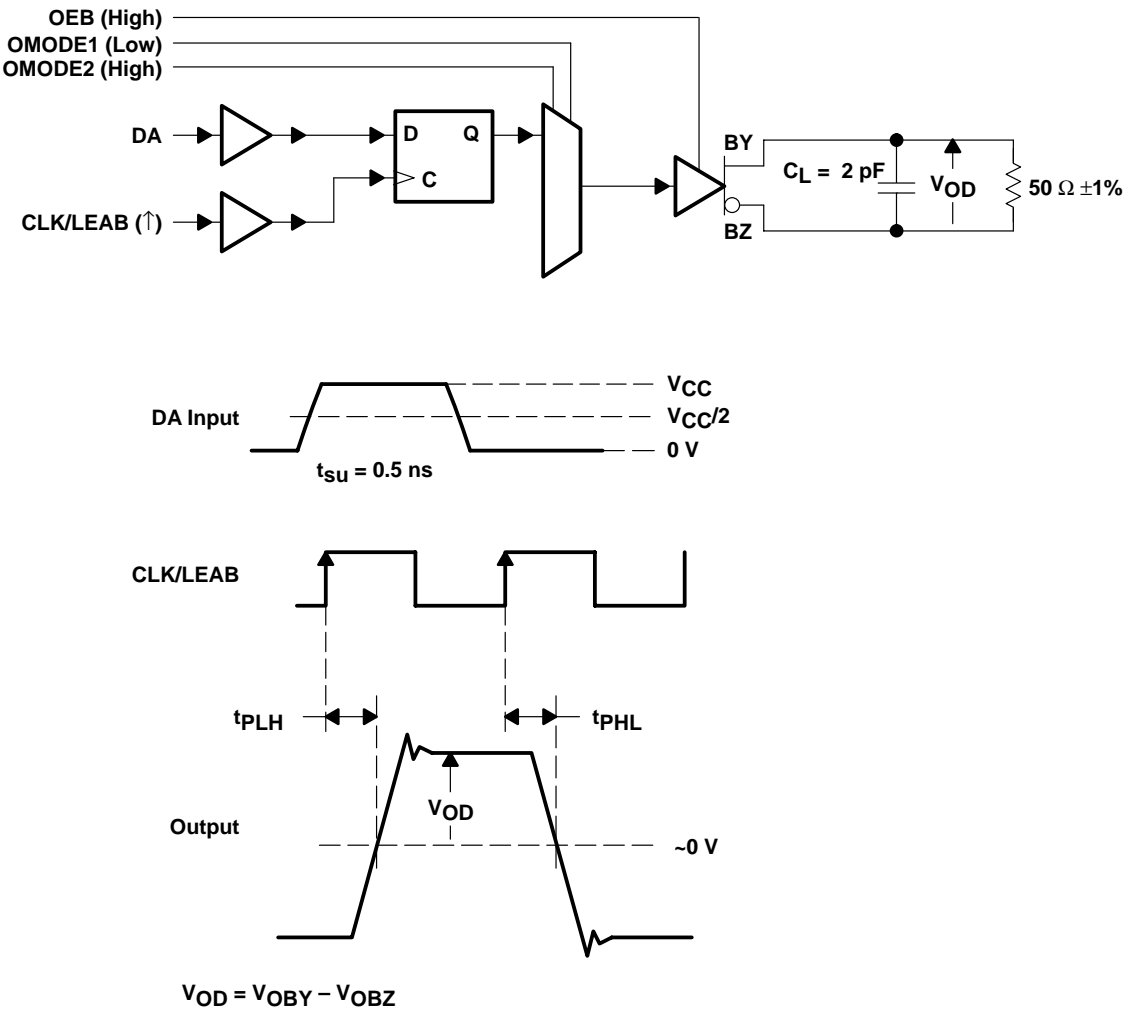 OEB (High)
OMODE1 (Low)
OMODE2 (High)
DA
D Q
C
CLK/LEAB (↑)
BY
BZ
CL = 2 pF
VOD
50 Ω ±1%
DA Input
VCC
VCC/2
0 V
tsu = 0.5 ns
CLK/LEAB
tPLH
tPHL
VOD
Output
~0 V
VOD = VOBY – VOBZ